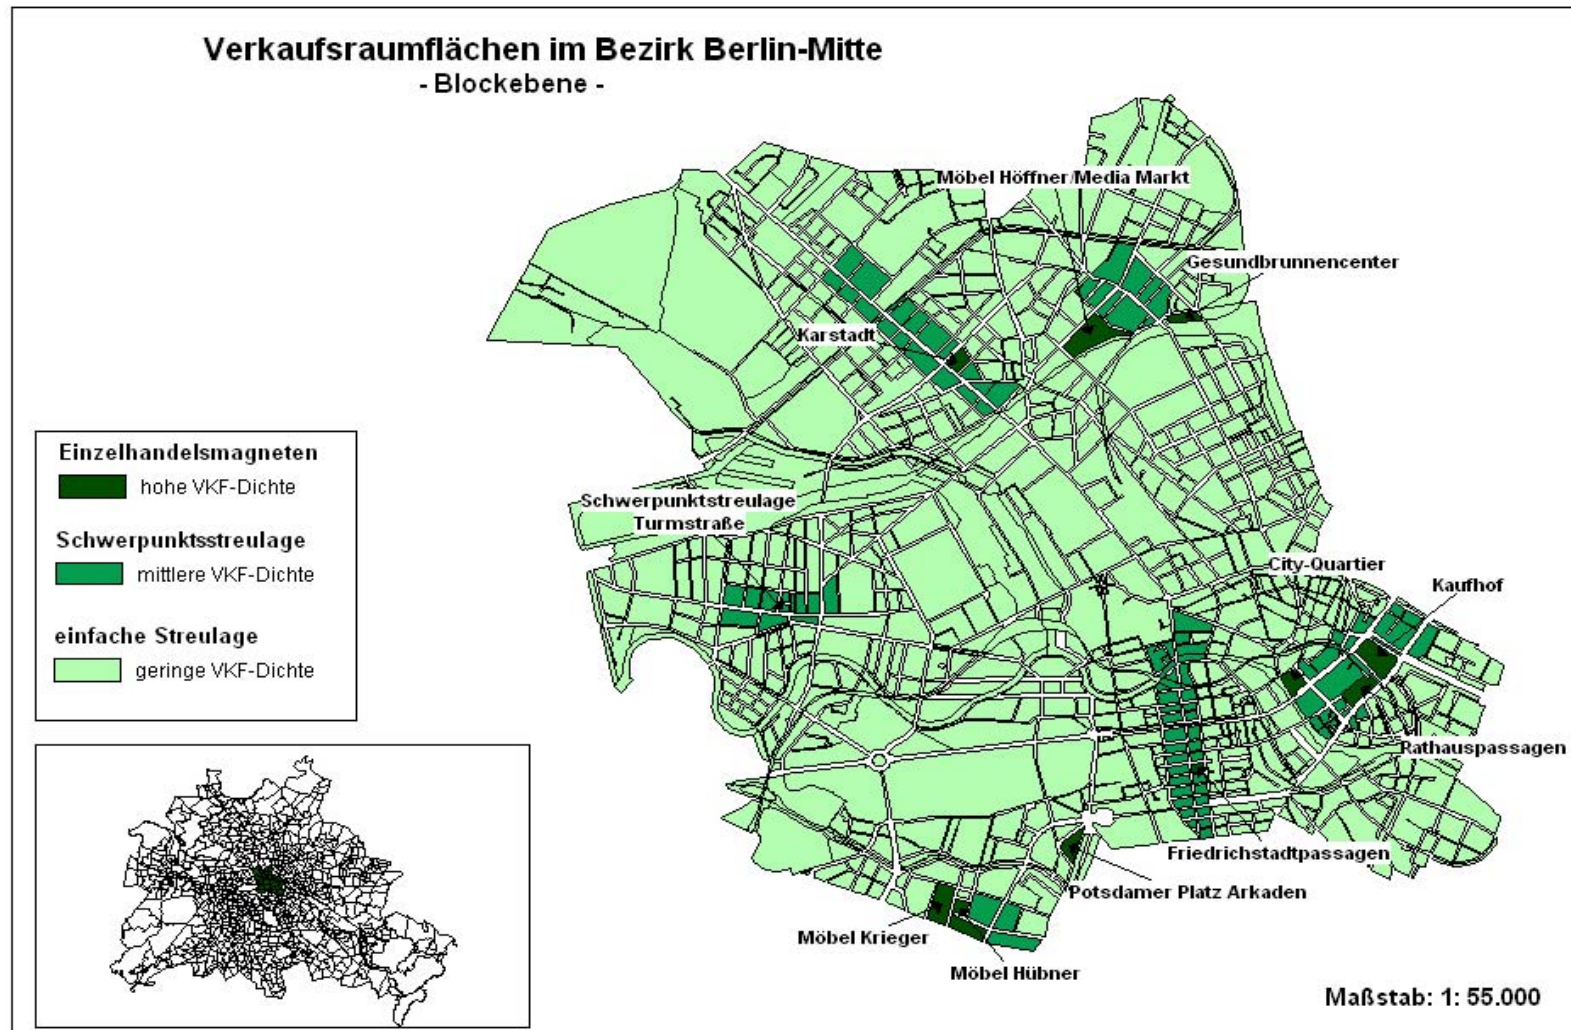 Verkaufsraumflächen im Bezirk Berlin-Mitte
- Blockebene -
Möbel Höffner/Media Markt
Gesundbrunnencenter
Karstadt
Einzelhandelsmagneten
hohe VKF-Dichte
Schwerpunktsstreulage
mittlere VKF-Dichte
einfache Streulage
geringe VKF-Dichte
Schwerpunktstreulage
Turmstraße
City-Quartier
Kaufhof
Rathauspassagen
Friedrichstadtpassagen
Potsdamer Platz Arkaden
Möbel Krieger
Möbel Hübner
Maßstab: 1: 55.000